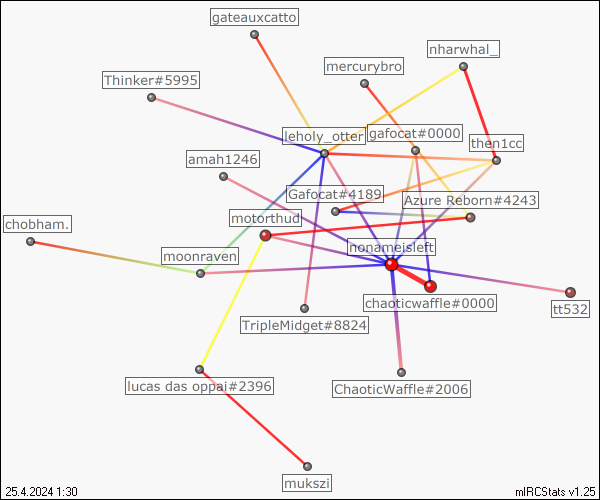 gateauxcatto
nharwhal_
mercurybro
Thinker#5995
leholy_otter
gafocat#0000
then1cc
amah1246
Gafocat#4189
Azure Reborn#4243
motorthud
chobham.
nonameisleft
moonraven
chaoticwaffle#0000
tt532
TripleMidget#8824
lucas das oppai#2396
ChaoticWaffle#2006
mukszi
25.4.2024 1:30
mIRCStats v1.25